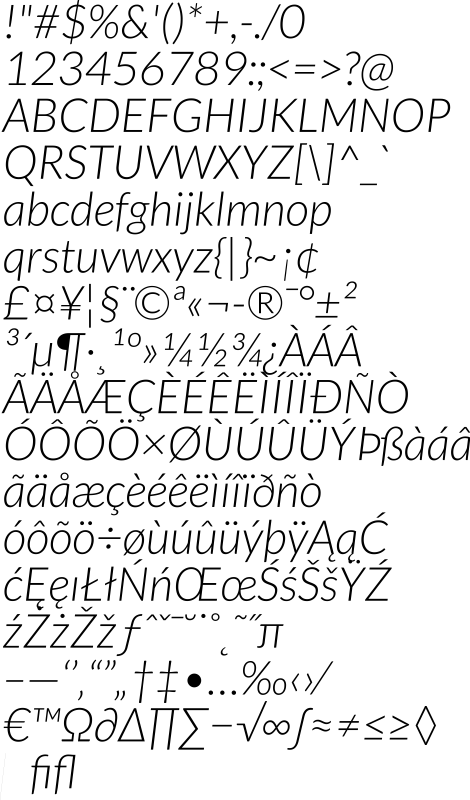 !"#$%&'()*+,-./0
123456789:;<=>?@
ABCDEFGHIJKLMNOP
QRSTUVWXYZ[\]^_`
abcdefghijklmnop
qrstuvwxyz{|}~¡¢
£¤¥¦§¨©ª«¬-®¯°±²
³´µ¶·¸¹º»¼½¾¿ÀÁÂ
ÃÄÅÆÇÈÉÊËÌÍÎÏÐÑÒ
ÓÔÕÖ×ØÙÚÛÜÝÞßàáâ
ãäåæçèéêëìíîïðñò
óôõö÷øùúûüýþÿĄąĆ
ćĘęıŁłŃńŒœŚśŠšŸŹ
źŻżŽžƒˆˇˉ˘˙˚˛˜˝π
–—‘’‚“”„†‡•…‰‹›⁄
€™Ω∂∆∏∑−√∞∫≈≠≤≥◊
fifl